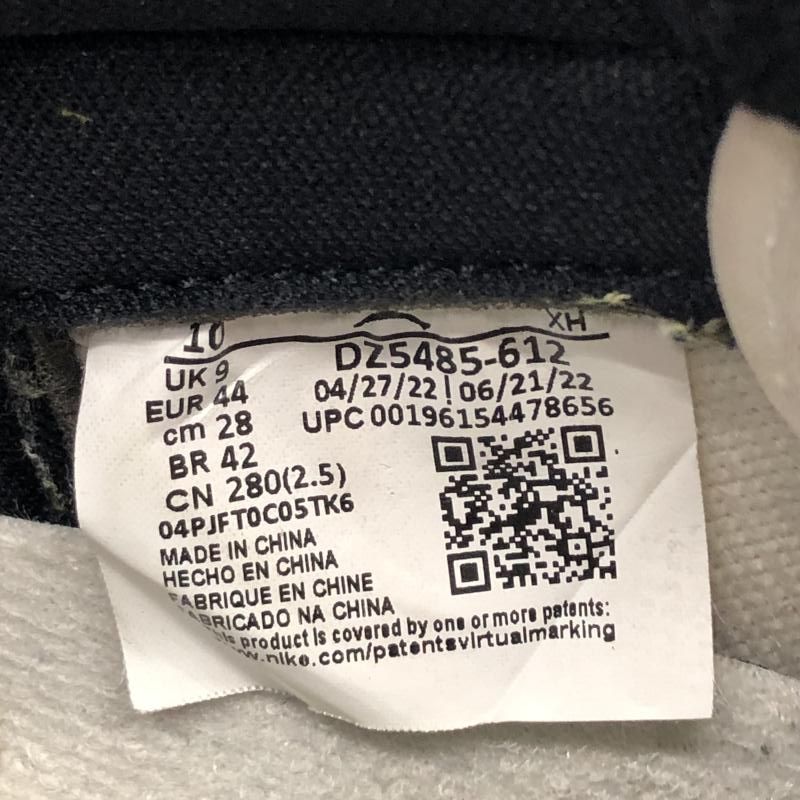 10
XH
UK 9
EUR 44
cm 28
BR 42
CN 280(2.5)
04PJFT0C05TK6
DZ5485-612
04/27/22 | 06/21/22
UPC 00196154478656
MADE IN CHINA
HECHO EN CHINA
FABRIQUE EN CHINE
FABRICADO NA CHINA
product is covered by one or more patents:
.nike.com/patentsvirtualmarking